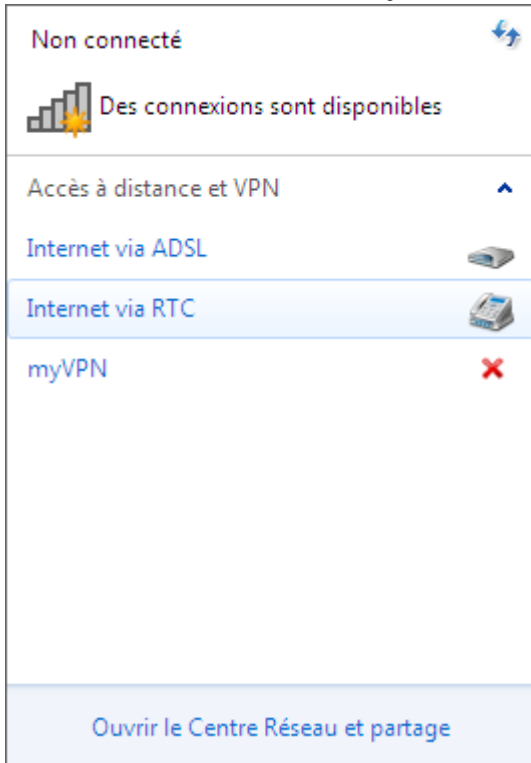 Non connecté
Des connexions sont disponibles
Accès à distance et VPN
Internet via ADSL
Internet via RTC
myVPN
Ouvrir le Centre Réseau et partage